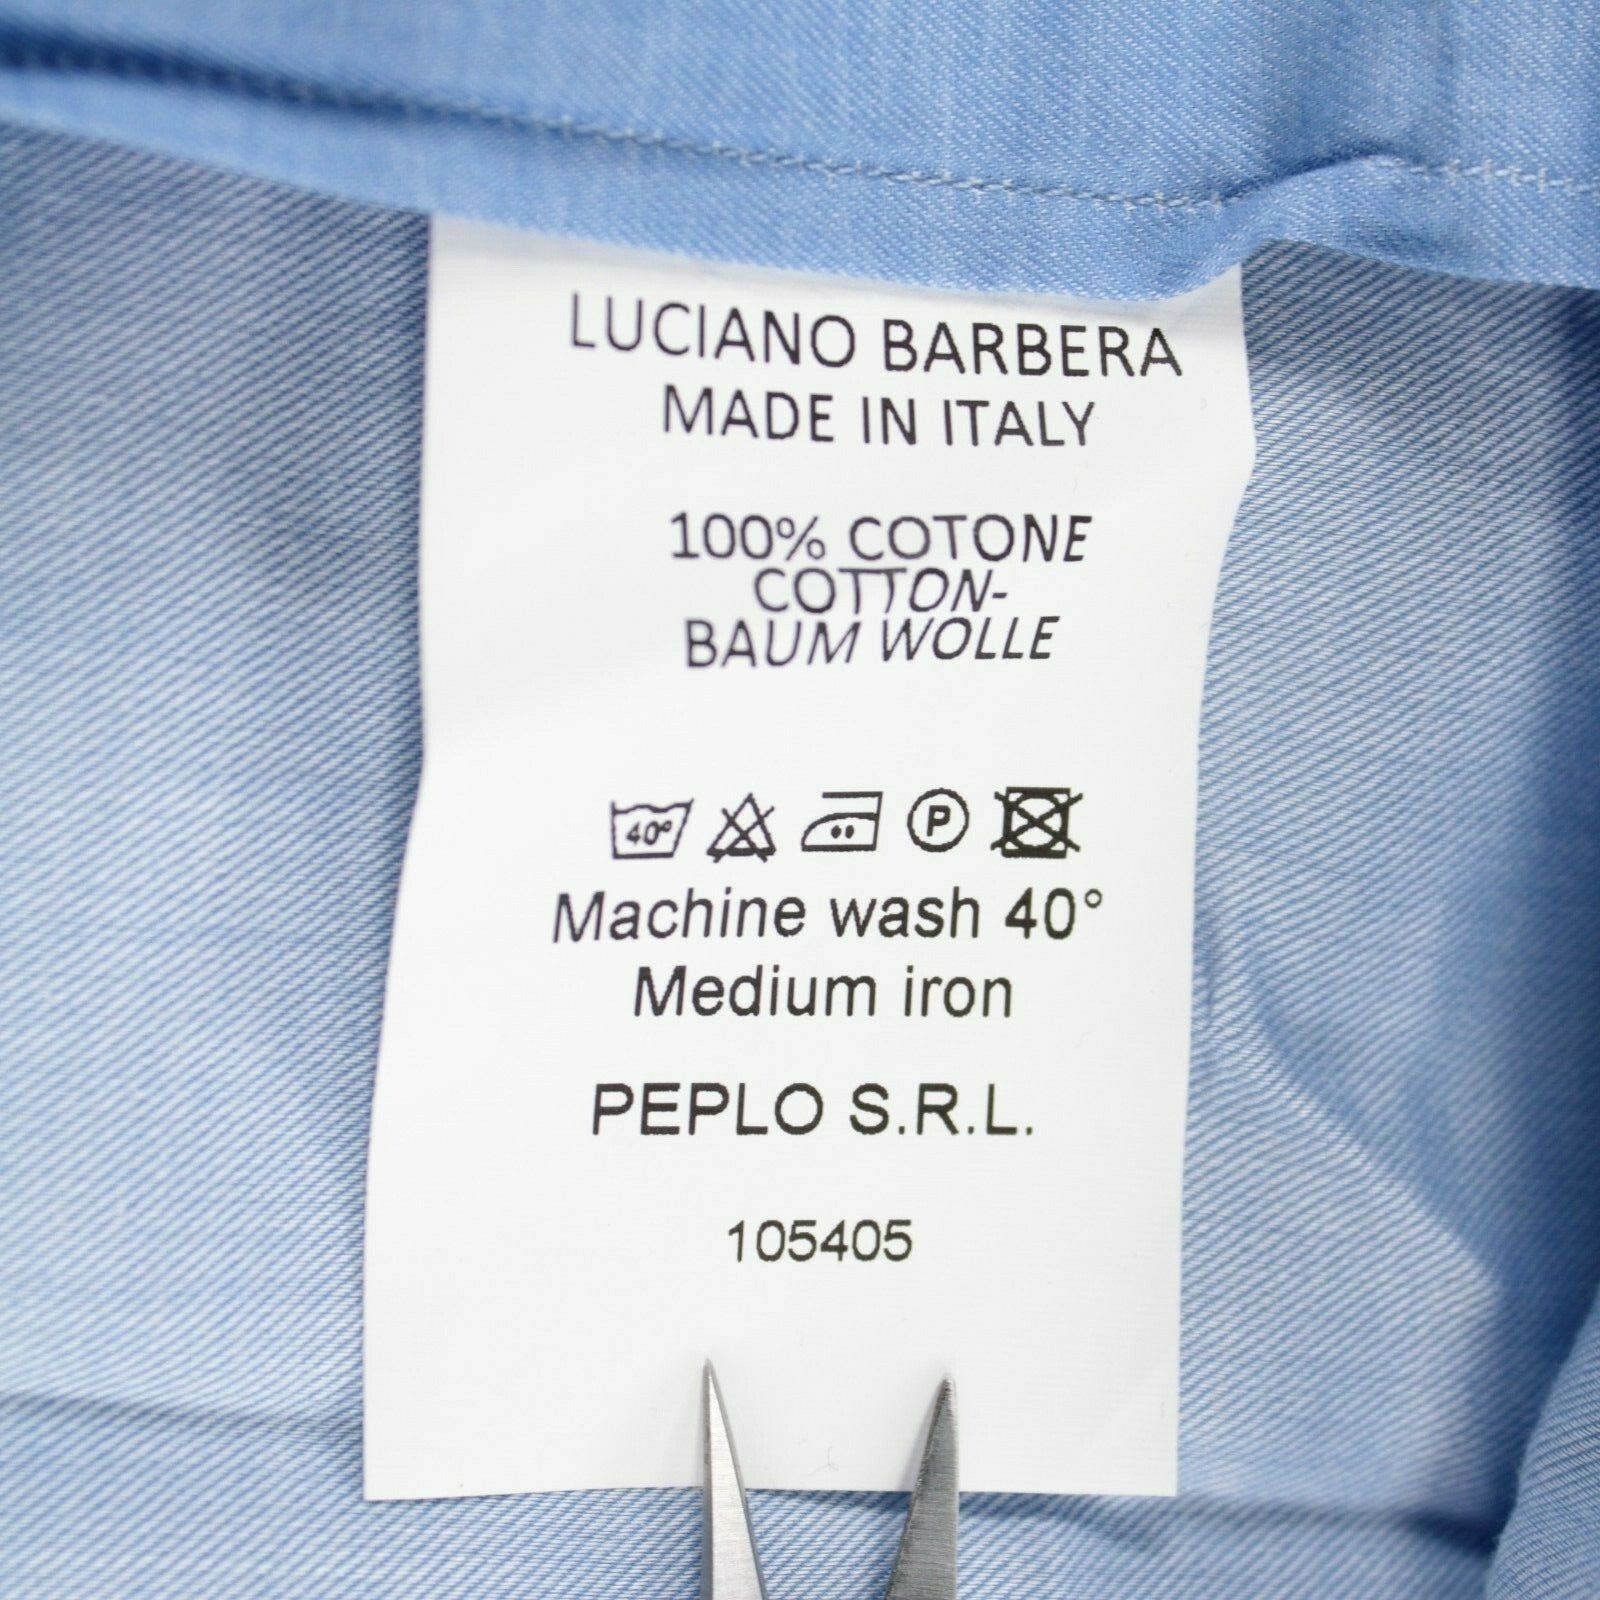 LUCIANO BARBERA
MADE IN ITALY
100% COTONE
COTTON-
BAUM WOLLE
40° P
Machine wash 40°
Medium iron
PEPLO S.R.L.
105405